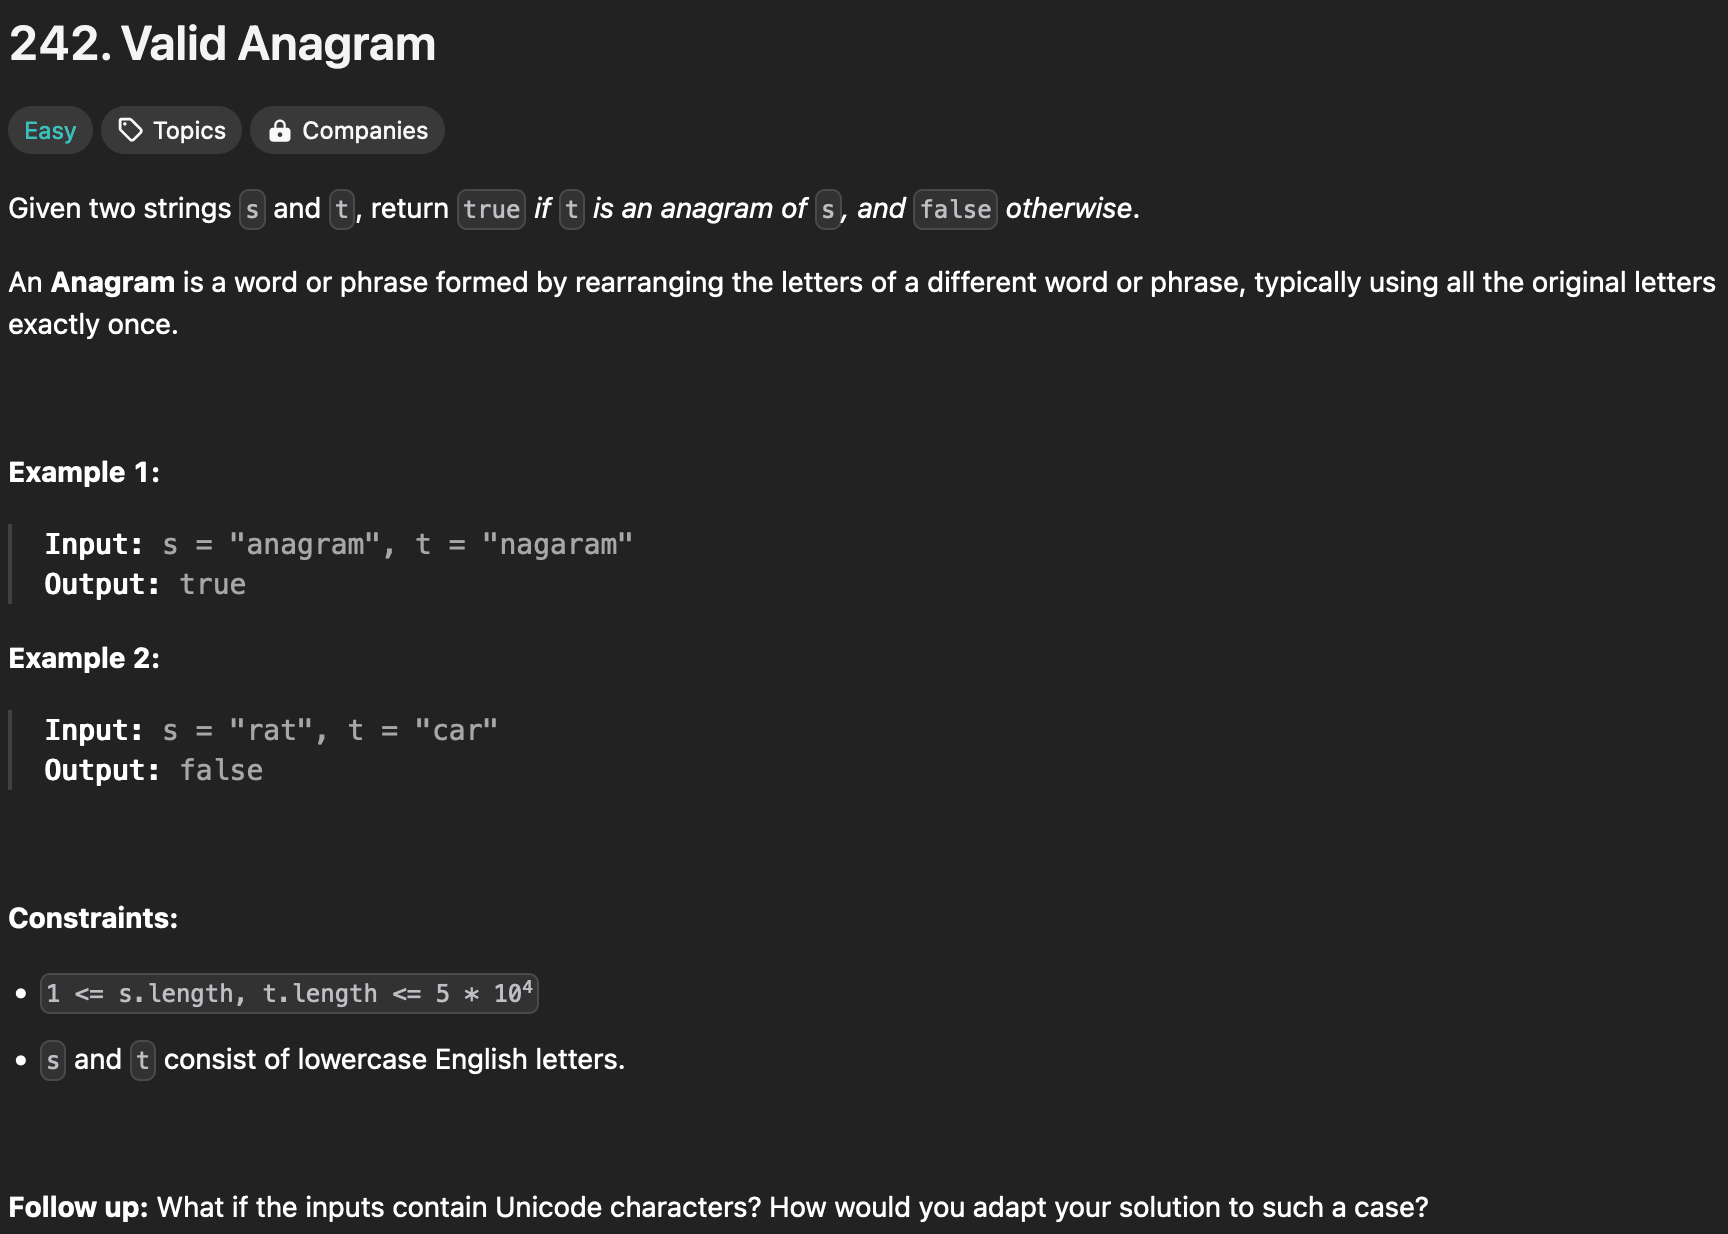 242. Valid Anagram
Easy Topics Companies
Given two strings s and t, return true if t is an anagram of s, and false otherwise.
An Anagram is a word or phrase formed by rearranging the letters of a different word or phrase, typically using all the original letters
exactly once.
Example 1:
Input: s = "anagram", t = "nagaram"
Output: true
Example 2:
Input: s = "rat", t = "car"
Output: false
Constraints:
• 1 <= s.length, t.length <= 5 * 10⁴
• s and t consist of lowercase English letters.
Follow up: What if the inputs contain Unicode characters? How would you adapt your solution to such a case?